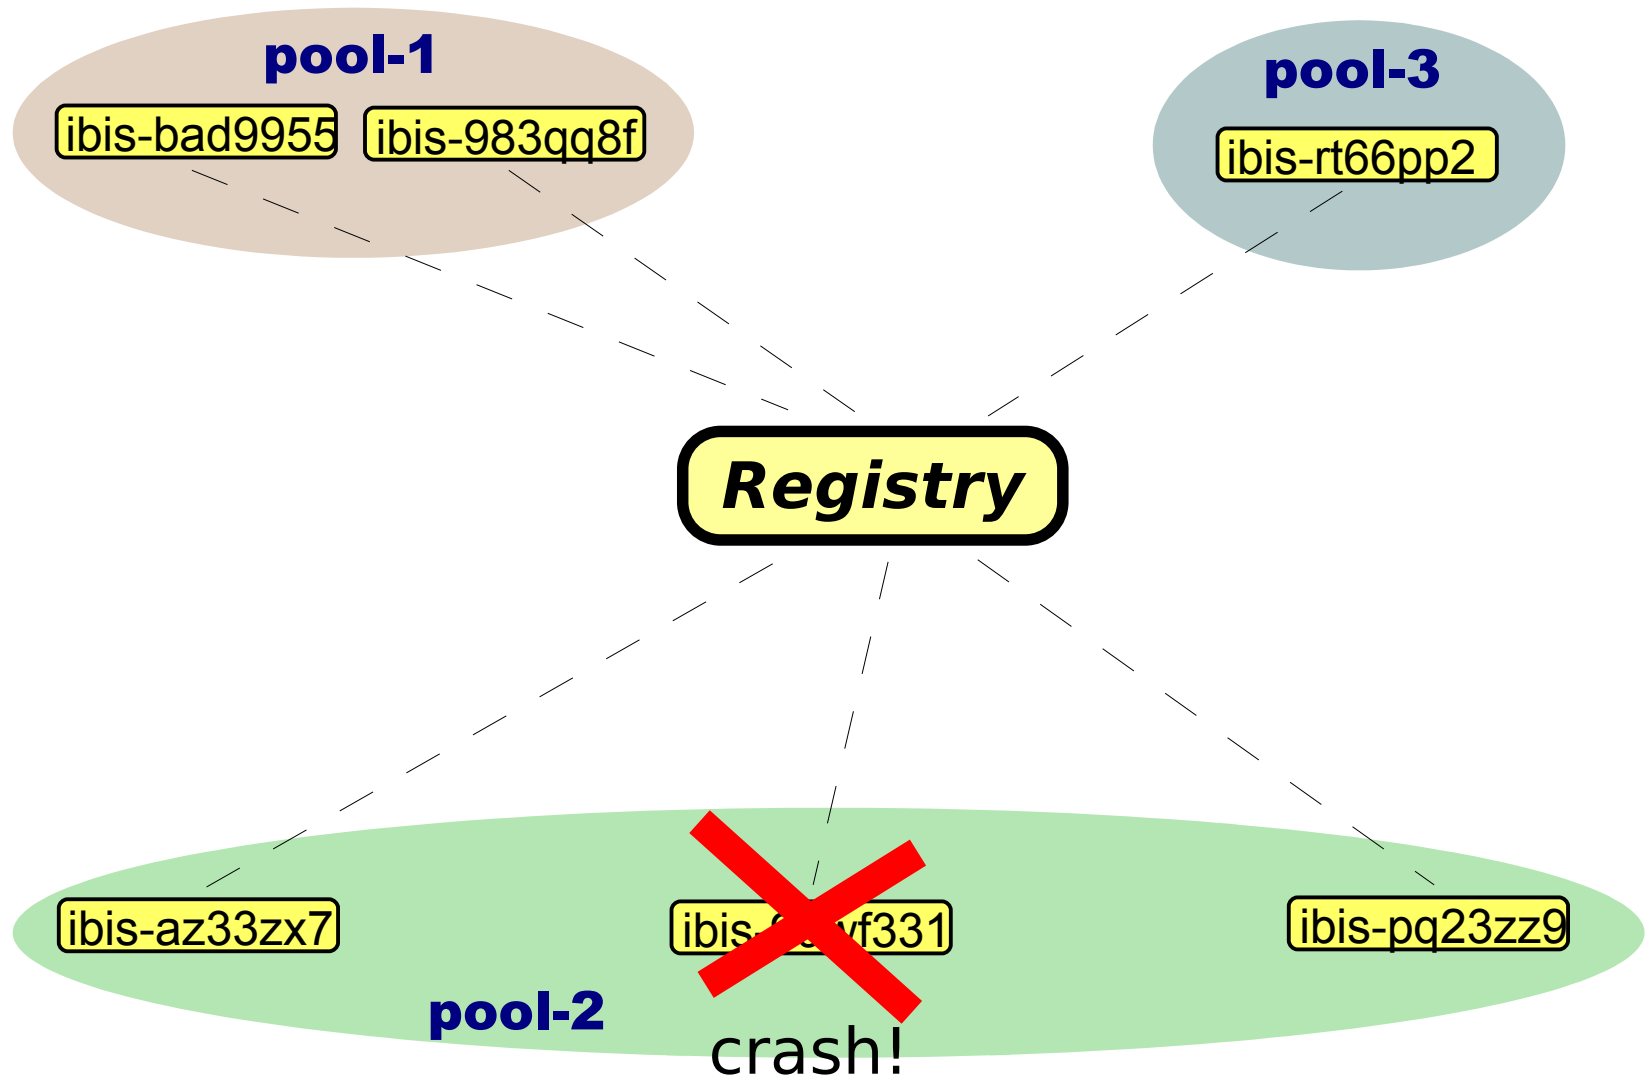 pool-1
pool-3
ibis-bad9955
ibis-983qq8f
ibis-rt66pp2
Registry
ibis-az33zx7
ibis-pq23zz9
pool-2
crash!